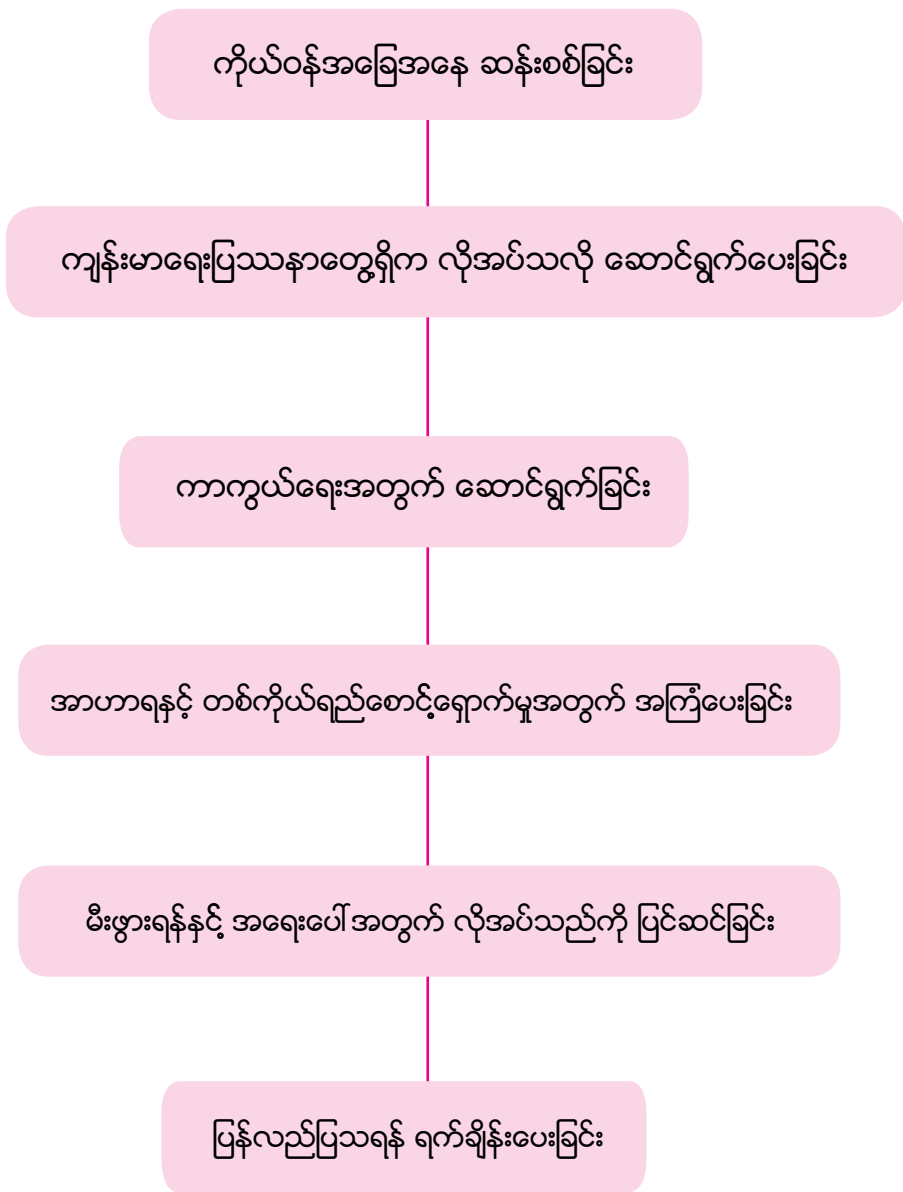 ကိုယ်ဝန်အခြေအနေ ဆန်းစစ်ခြင်း
ကျန်းမာရေးပြဿနာတွေ့ရှိက လိုအပ်သလို ဆောင်ရွက်ပေးခြင်း
ကာကွယ်ရေးအတွက် ဆောင်ရွက်ခြင်း
အာဟာရနှင့် တစ်ကိုယ်ရည်စောင့်ရှောက်မှုအတွက် အကြံပေးခြင်း
မီးဖွားရန်နှင့် အရေးပေါ်အတွက် လိုအပ်သည်ကို ပြင်ဆင်ခြင်း
ပြန်လည်ပြသရန် ရက်ချိန်းပေးခြင်း